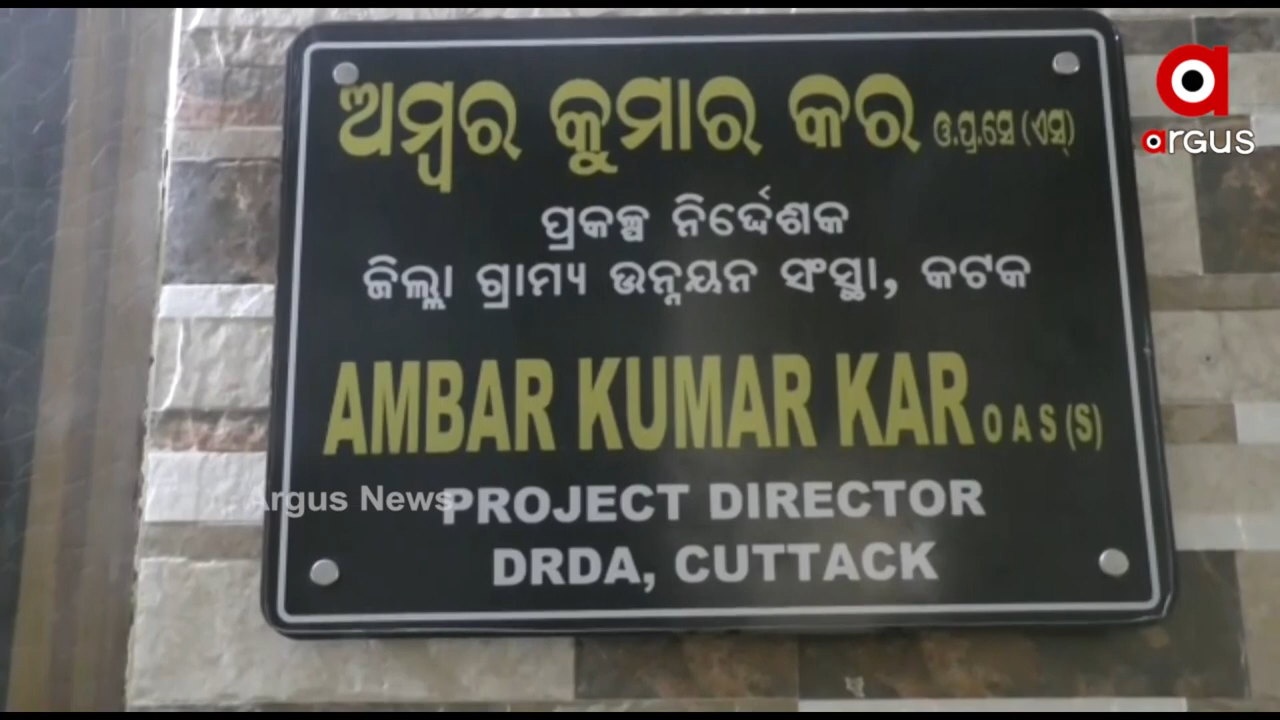 ଅମ୍ବର କୁମାର କର ଓ.ପ୍ର.ସେ (ଏସ୍)
ପ୍ରକଳ୍ପ ନିର୍ଦ୍ଦେଶକ
ଜିଲ୍ଲା ଗ୍ରାମ୍ୟ ଉନ୍ନୟନ ସଂସ୍ଥା, କଟକ
AMBAR KUMAR KAR O A S (S)
PROJECT DIRECTOR
DRDA, CUTTACK
argus
Argus News